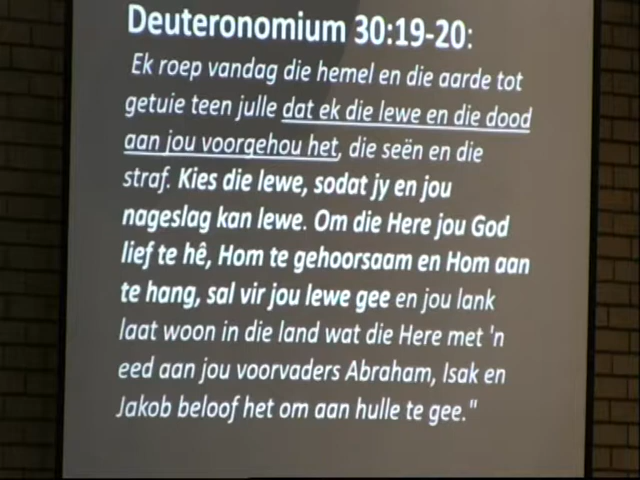 Deuteronomium 30:19-20:
Ek roep vandag die hemel en die aarde tot
getuie teen julle dat ek die lewe en die dood
aan jou voorgehou het, die seën en die
straf. Kies die lewe, sodat jy en jou
nageslag kan lewe. Om die Here jou God
lief te hê, Hom te gehoorsaam en Hom aan
te hang, sal vir jou lewe gee en jou lank
laat woon in die land wat die Here met 'n
eed aan jou voorvaders Abraham, Isak en
Jakob beloof het om aan hulle te gee."